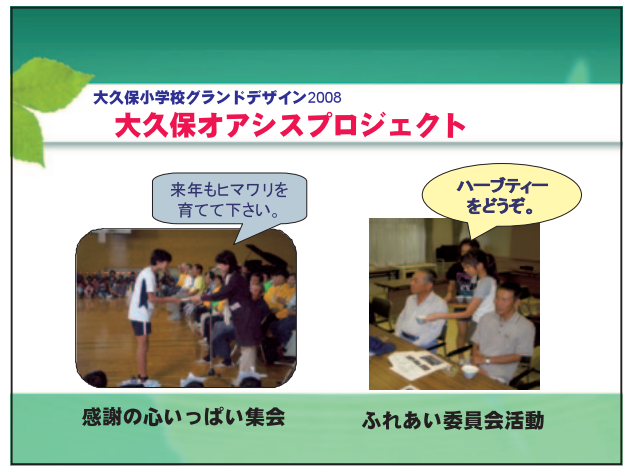 大久保小学校グランドデザイン2008
大久保オアシスプロジェクト
来年もヒマワリを
育てて下さい。
ハーブティー
をどうぞ。
感謝の心いっぱい集会
ふれあい委員会活動